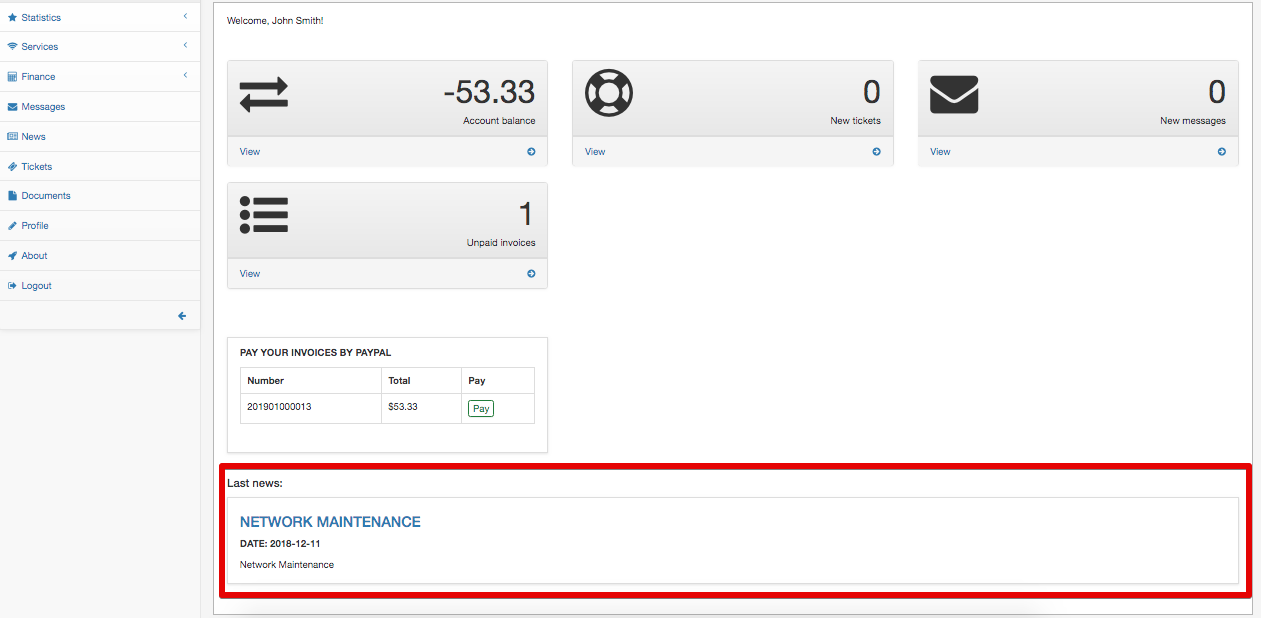 Statistics
Services
Finance
Messages
News
Tickets
Documents
Profile
About
Logout
Welcome, John Smith!
-53.33
Account balance
View
0
New tickets
View
0
New messages
View
1
Unpaid invoices
View
PAY YOUR INVOICES BY PAYPAL
Number Total Pay
201901000013 $53.33 Pay
Last news:
NETWORK MAINTENANCE
DATE: 2018-12-11
Network Maintenance